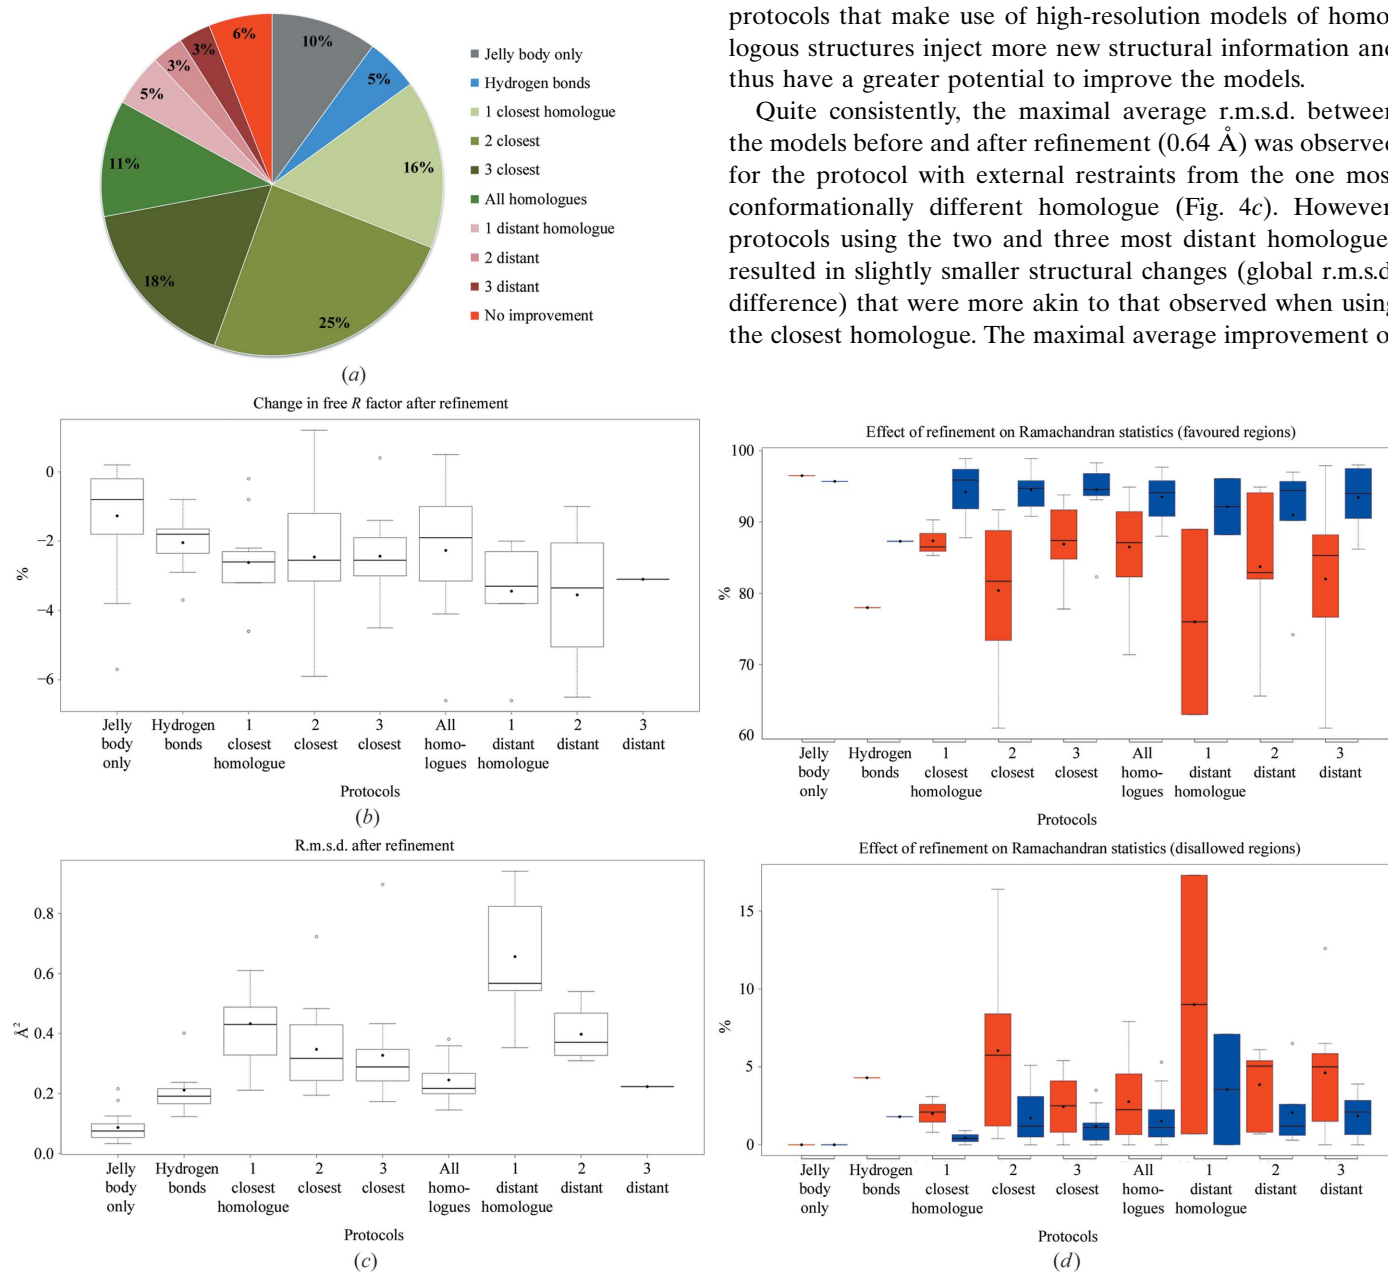 6%
10%
3%
3%
5%
5%
11%
16%
18%
25%
Jelly body only
Hydrogen bonds
1 closest homologue
2 closest
3 closest
All homologues
1 distant homologue
2 distant
3 distant
No improvement
(a)
protocols that make use of high-resolution models of homo
logous structures inject more new structural information and
thus have a greater potential to improve the models.
Quite consistently, the maximal average r.m.s.d. between
the models before and after refinement (0.64 Å) was observed
for the protocol with external restraints from the one mos
conformationally different homologue (Fig. 4c). However
protocols using the two and three most distant homologue
resulted in slightly smaller structural changes (global r.m.s.d
difference) that were more akin to that observed when using
the closest homologue. The maximal average improvement o
Change in free R factor after refinement
%
0
−2
−4
−6
Jelly body only
Hydrogen bonds
1 closest homologue
2 closest
3 closest
All homo-logues
1 distant homologue
2 distant
3 distant
Protocols
(b)
R.m.s.d. after refinement
Å²
0.8
0.6
0.4
0.2
0.0
Jelly body only
Hydrogen bonds
1 closest homologue
2 closest
3 closest
All homo-logues
1 distant homologue
2 distant
3 distant
Protocols
(c)
Effect of refinement on Ramachandran statistics (favoured regions)
%
100
90
80
70
60
Jelly body only
Hydrogen bonds
1 closest homologue
2 closest
3 closest
All homo-logues
1 distant homologue
2 distant
3 distant
Protocols
Effect of refinement on Ramachandran statistics (disallowed regions)
%
15
10
5
0
Jelly body only
Hydrogen bonds
1 closest homologue
2 closest
3 closest
All homo-logues
1 distant homologue
2 distant
3 distant
Protocols
(d)